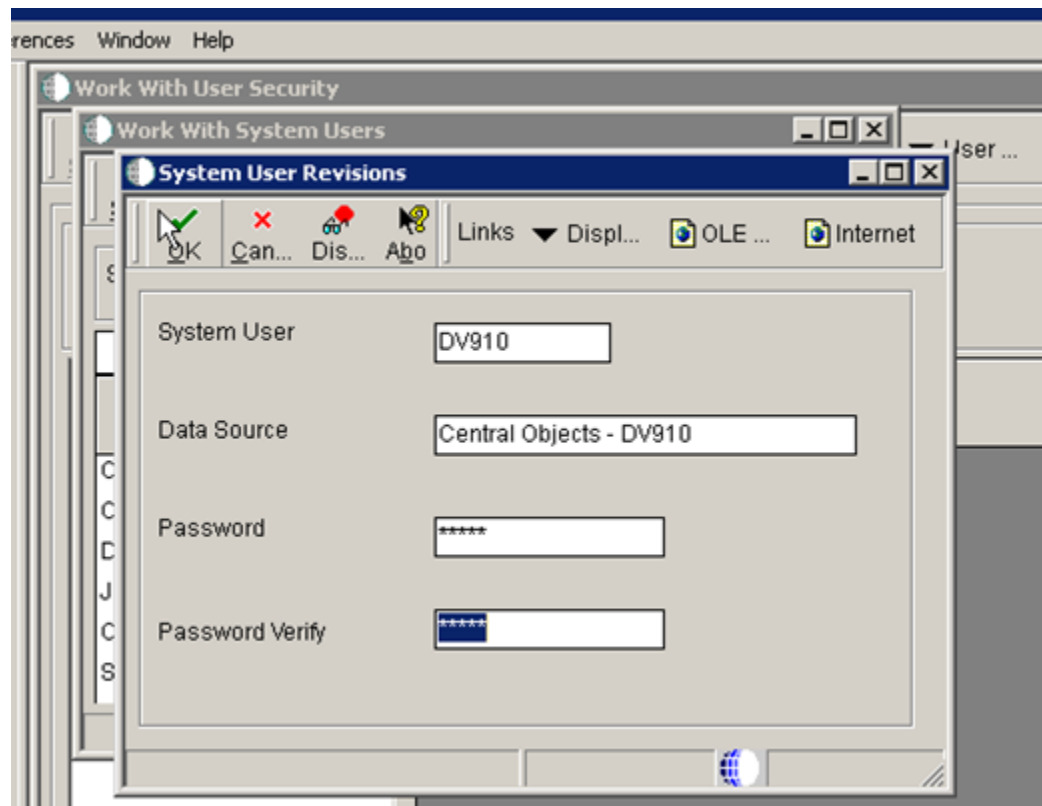 rences Window Help
Work With User Security
Work With System Users
User ...
System User Revisions
OK Can... Dis... Abo Links Displ... OLE ... Internet
System User DV910
Data Source Central Objects - DV910
Password *****
Password Verify *****
C
C
D
J
C
S